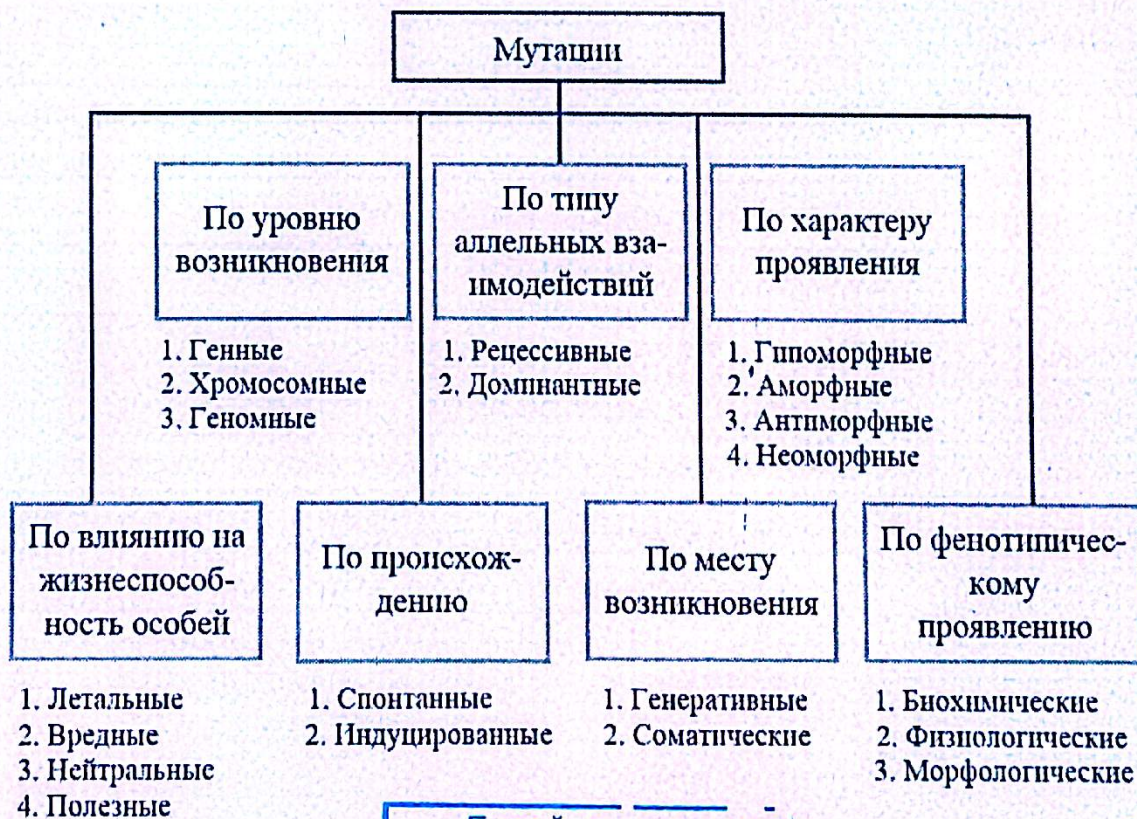 Мутации
По уровню
возникновения
По типу
аллельных вза-
имодействий
По характеру
проявления
1. Генные
2. Хромосомные
3. Геномные
1. Рецессивные
2. Доминантные
1. Гипоморфные
2. Аморфные
3. Антиморфные
4. Неоморфные
По влиянию на
жизнеспособ-
ность особей
По происхож-
дению
По месту
возникновения
По фенотипичес-
кому
проявлению
1. Летальные
2. Вредные
3. Нейтральные
4. Полезные
1. Спонтанные
2. Индуцированные
1. Генеративные
2. Соматические
1. Биохимические
2. Физиологические
3. Морфологические